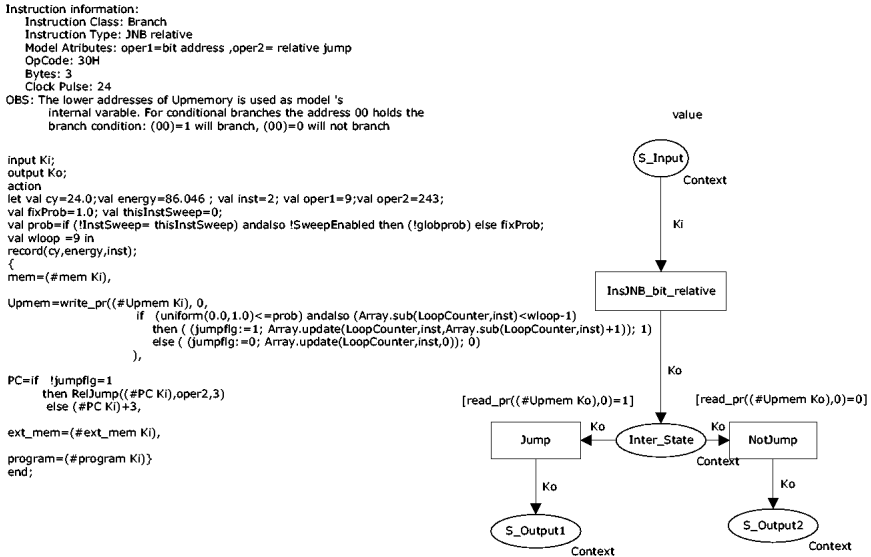 Instruction information:
Instruction Class: Branch
Instruction Type: JNB relative
Model Atributes: oper1=bit address ,oper2= relative jump
OpCode: 30H
Bytes: 3
Clock Pulse: 24
OBS: The lower addresses of Upmemory is used as model 's
internal varable. For conditional branches the address 00 holds the
branch condition: (00)=1 will branch, (00)=0 will not branch
input Ki;
output Ko;
action
let val cy=24.0;val energy=86.046 ; val inst=2; val oper1=9;val oper2=243;
val fixProb=1.0; val thisInstSweep=0;
val prob=if (!InstSweep= thisInstSweep) andalso !SweepEnabled then (!globprob) else fixProb;
val wloop =9 in
record(cy,energy,inst);
{
mem=(#mem Ki),
Upmem=write_pr((#Upmem Ki), 0,
if (uniform(0.0,1.0)<=prob) andalso (Array.sub(LoopCounter,inst)<wloop-1)
then ( (jumpflg:=1; Array.update(LoopCounter,inst,Array.sub(LoopCounter,inst)+1)); 1)
else ( (jumpflg:=0; Array.update(LoopCounter,inst,0)); 0)
),
PC=if !jumpflg=1
then RelJump((#PC Ki),oper2,3)
else (#PC Ki)+3,
ext_mem=(#ext_mem Ki),
program=(#program Ki)}
end;
value
S_Input
Context
Ki
InsJNB_bit_relative
Ko
[read_pr((#Upmem Ko),0)=1]
[read_pr((#Upmem Ko),0)=0]
Jump
Ko
Inter_State
Ko
NotJump
Context
Ko
Ko
S_Output1
S_Output2
Context
Context